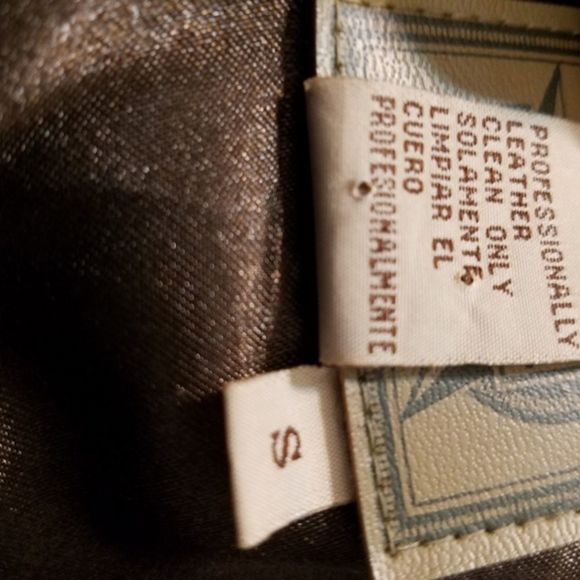 PROFESSIONALLY
LEATHER
CLEAN ONLY
SOLAMENTE
LIMPIAR EL
CUERO
PROFESIONALMENTE
S